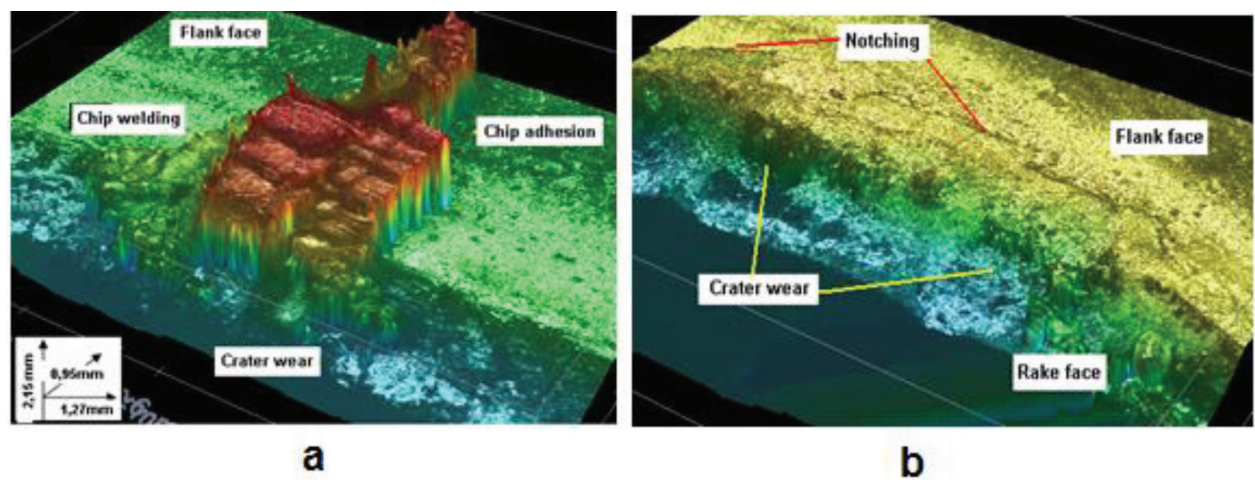 Flank face
Chip welding
Chip adhesion
Crater wear
2,15 mm
0,95mm
1,27mm
Notching
Flank face
Crater wear
Rake face
a
b